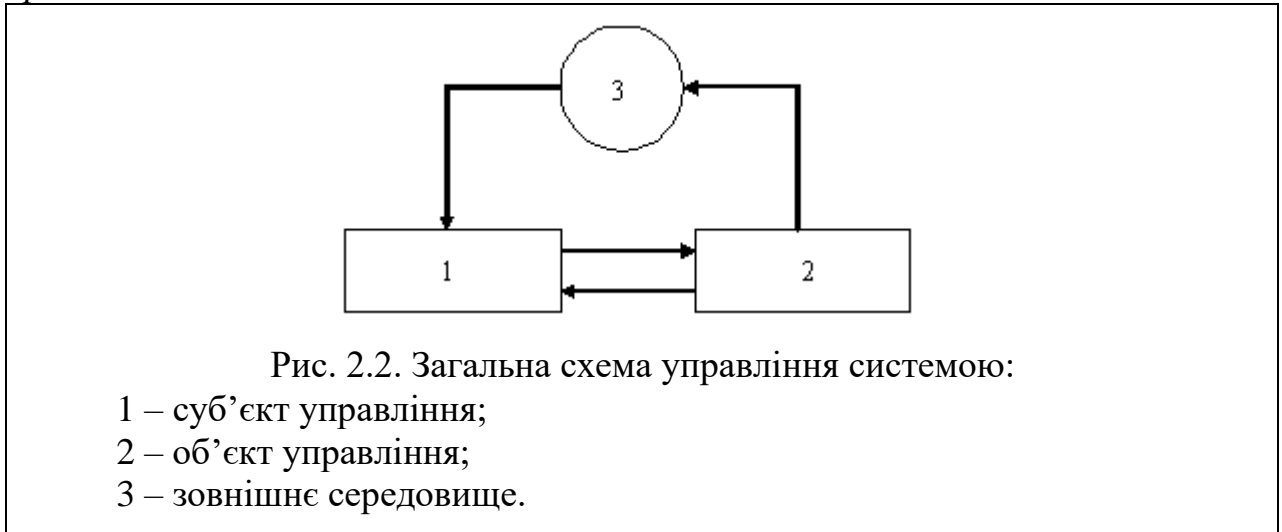 3
1
2
Рис. 2.2. Загальна схема управління системою:
1 – суб’єкт управління;
2 – об’єкт управління;
3 – зовнішнє середовище.